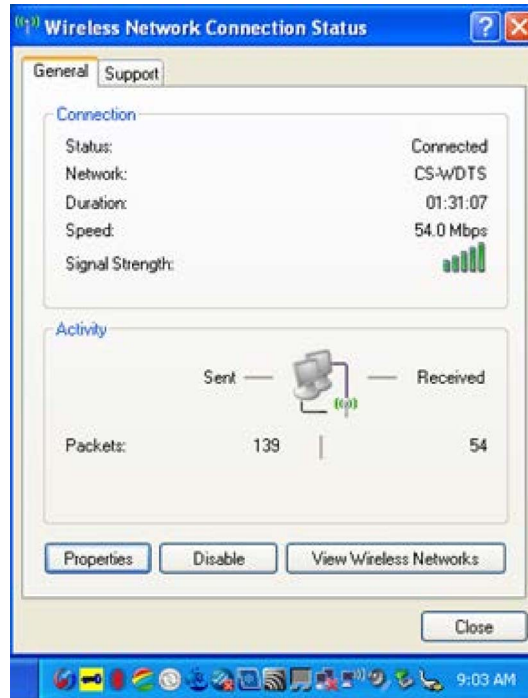 Wireless Network Connection Status
General Support
Connection
Status: Connected
Network: CS-WDTS
Duration: 01:31:07
Speed: 54.0 Mbps
Signal Strength:
Activity
Sent Received
Packets: 139 54
Properties Disable View Wireless Networks
Close
9:03 AM